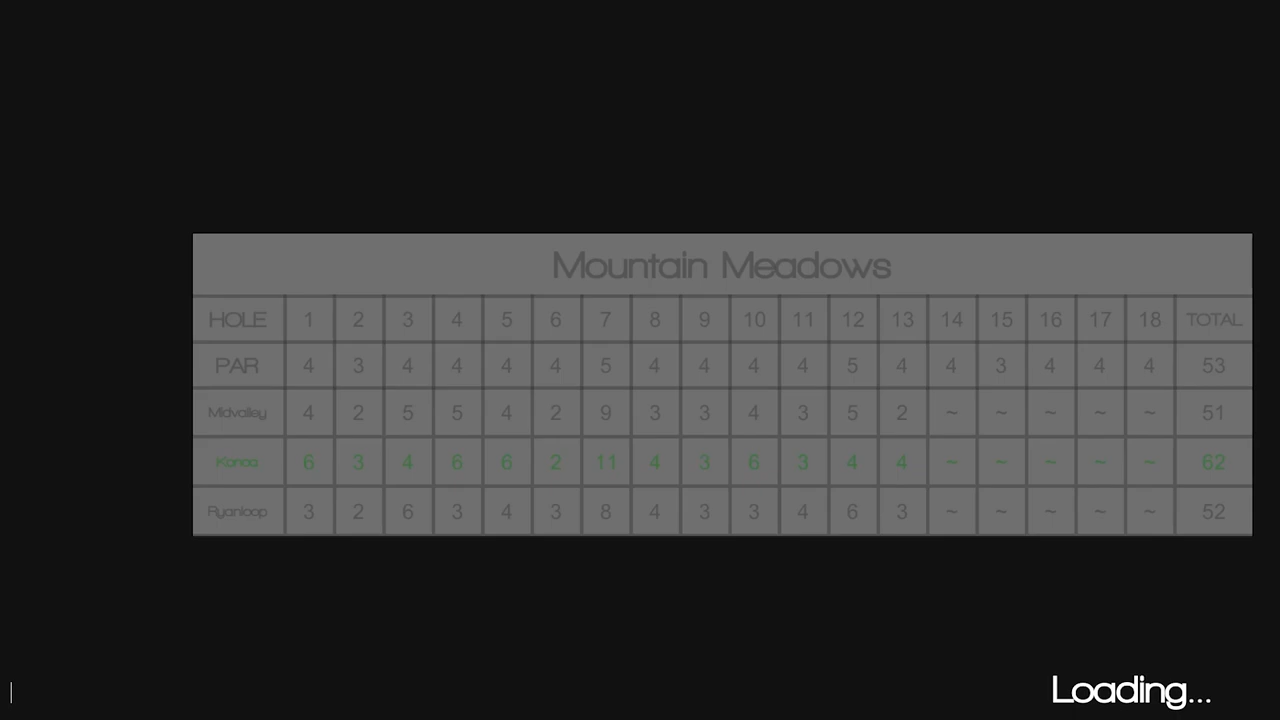 Mountain Meadows
HOLE 1 2 3 4 5 6 7 8 9 10 11 12 13 14 15 16 17 18 TOTAL
PAR 4 3 4 4 4 4 5 4 4 4 4 5 4 4 3 4 4 4 53
Midvalley 4 2 5 5 4 2 9 3 3 4 3 5 2 ~ ~ ~ ~ ~ 51
Konoa 6 3 4 6 6 2 11 4 3 6 3 4 4 ~ ~ ~ ~ ~ 62
Ryanloop 3 2 6 3 4 3 8 4 3 3 4 6 3 ~ ~ ~ ~ ~ 52
Loading...